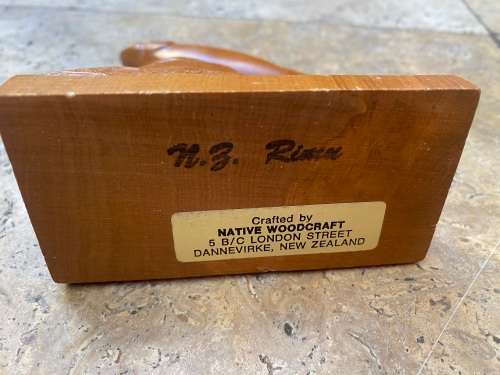 N.Z. Rimu
Crafted by
NATIVE WOODCRAFT
5 B/C LONDON STREET
DANNEVIRKE, NEW ZEALAND